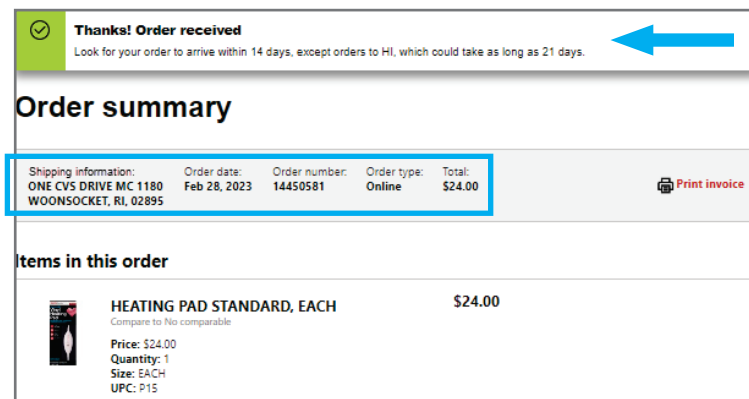 Thanks! Order received
Look for your order to arrive within 14 days, except orders to HI, which could take as long as 21 days.
Order summary
Shipping information:
ONE CVS DRIVE MC 1180
WOONSOCKET, RI, 02895
Order date:
Feb 28, 2023
Order number:
14450581
Order type:
Online
Total:
$24.00
Print invoice
Items in this order
HEATING PAD STANDARD, EACH
$24.00
Compare to No comparable
Price: $24.00
Quantity: 1
Size: EACH
UPC: P15